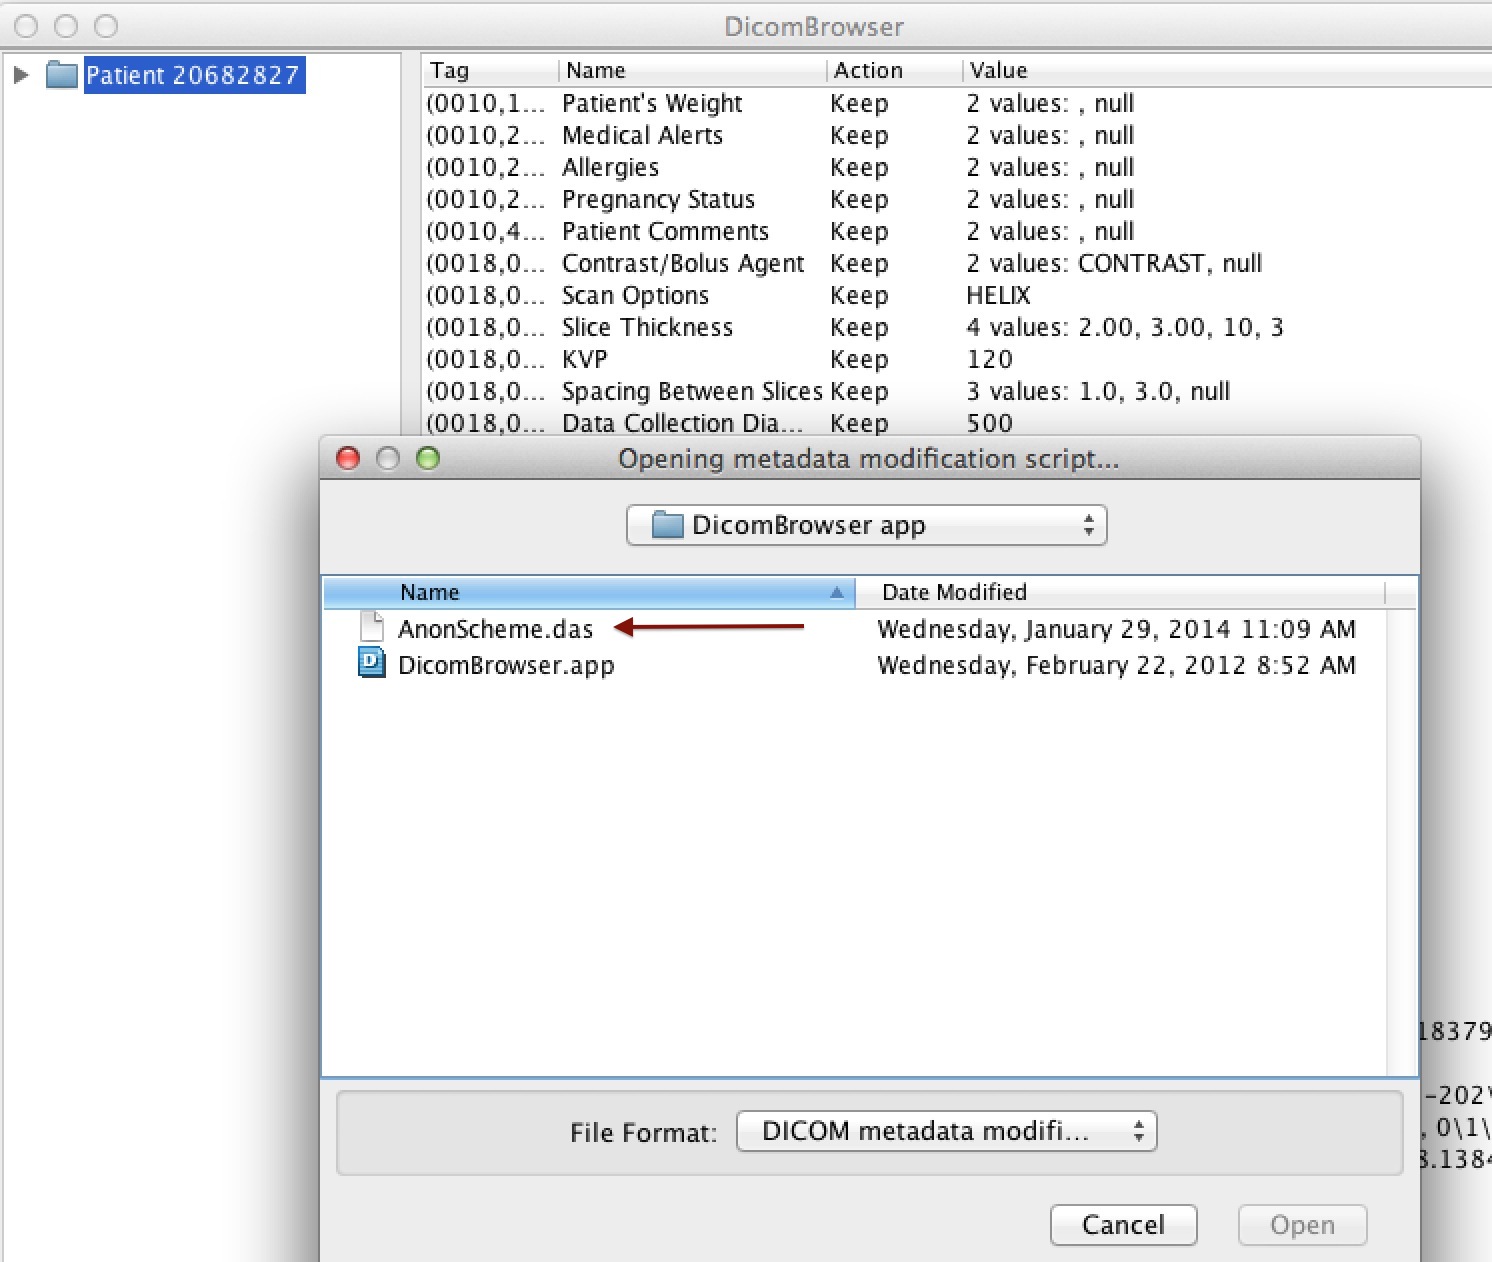 DicomBrowser
Patient 20682827
Tag Name Action Value
(0010,1... Patient's Weight Keep 2 values: , null
(0010,2... Medical Alerts Keep 2 values: , null
(0010,2... Allergies Keep 2 values: , null
(0010,2... Pregnancy Status Keep 2 values: , null
(0010,4... Patient Comments Keep 2 values: , null
(0018,0... Contrast/Bolus Agent Keep 2 values: CONTRAST, null
(0018,0... Scan Options Keep HELIX
(0018,0... Slice Thickness Keep 4 values: 2.00, 3.00, 10, 3
(0018,0... KVP Keep 120
(0018,0... Spacing Between Slices Keep 3 values: 1.0, 3.0, null
(0018,0... Data Collection Dia... Keep 500
Opening metadata modification script...
DicomBrowser app
Name Date Modified
AnonScheme.das Wednesday, January 29, 2014 11:09 AM
D DicomBrowser.app Wednesday, February 22, 2012 8:52 AM
18379
-202\
, 0\1\
8.1384
File Format: DICOM metadata modifi...
Cancel Open